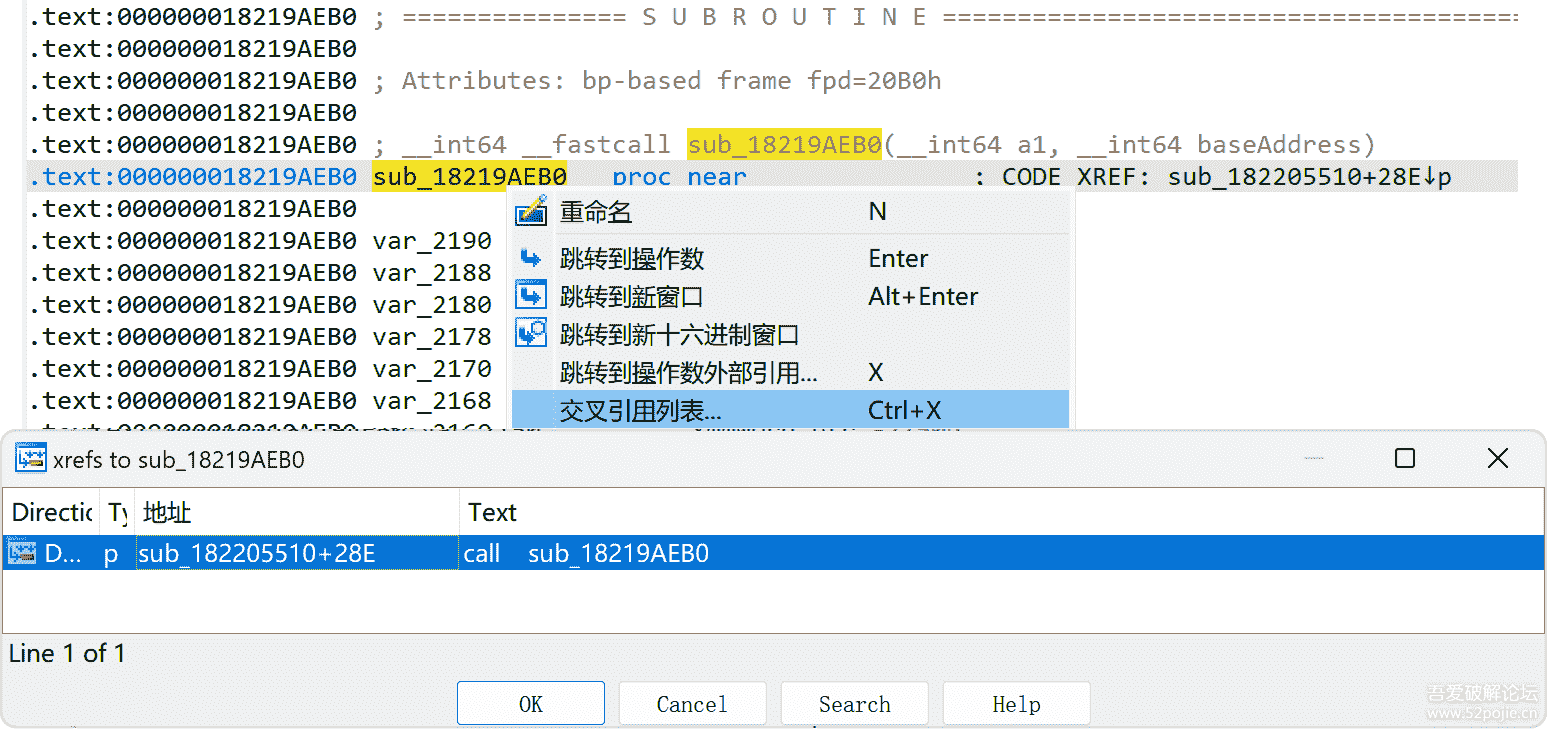 .text:000000018219AEB0 ; =============== S U B R O U T I N E =======================================
.text:000000018219AEB0
.text:000000018219AEB0 ; Attributes: bp-based frame fpd=20B0h
.text:000000018219AEB0
.text:000000018219AEB0 ; __int64 __fastcall sub_18219AEB0(__int64 a1, __int64 baseAddress)
.text:000000018219AEB0 sub_18219AEB0 proc near ; CODE XREF: sub_182205510+28E↓p
.text:000000018219AEB0
.text:000000018219AEB0 var_2190
.text:000000018219AEB0 var_2188
.text:000000018219AEB0 var_2180
.text:000000018219AEB0 var_2178
.text:000000018219AEB0 var_2170
.text:000000018219AEB0 var_2168
重命名 N
跳转到操作数 Enter
跳转到新窗口 Alt+Enter
跳转到新十六进制窗口
跳转到操作数外部引用... X
交叉引用列表... Ctrl+X
xrefs to sub_18219AEB0
Directic Ty 地址 Text
D... p sub_182205510+28E call sub_18219AEB0
Line 1 of 1
OK Cancel Search Help
吾爱破解论坛
www.52pojie.cn